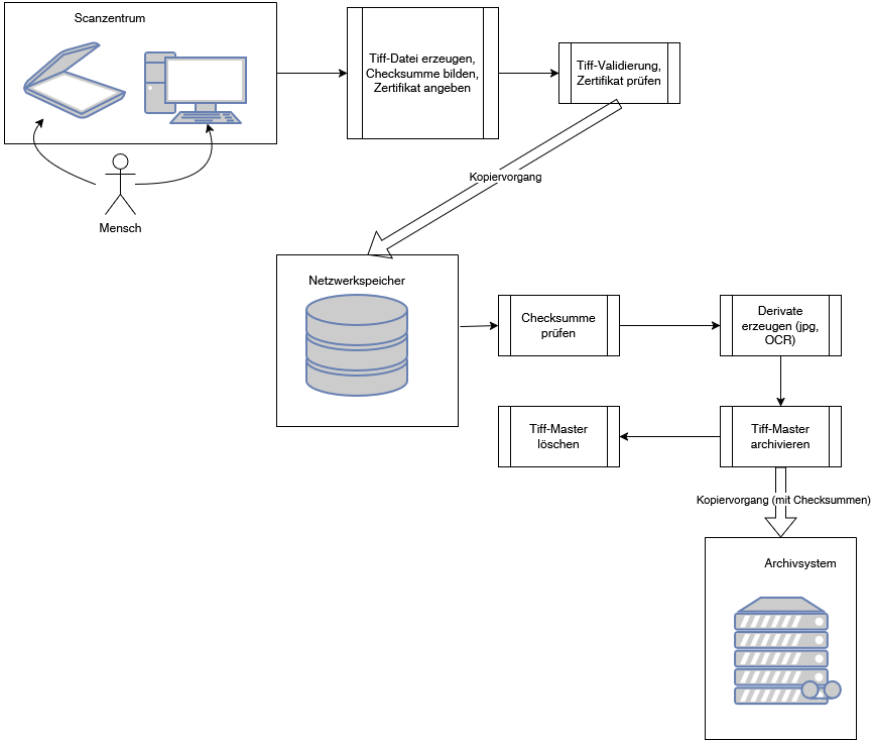 Scanzentrum
Tiff-Datei erzeugen,
Checksumme bilden,
Zertifikat angeben
Tiff-Validierung,
Zertifikat prüfen
Mensch
Kopiervorgang
Netzwerkspeicher
Checksumme
prüfen
Derivate
erzeugen (jpg,
OCR)
Tiff-Master
löschen
Tiff-Master
archivieren
Kopiervorgang (mit Checksummen)
Archivsystem